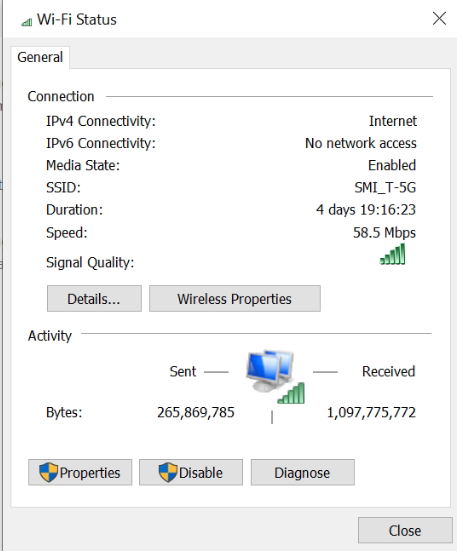 Wi-Fi Status
General
Connection
IPv4 Connectivity: Internet
IPv6 Connectivity: No network access
Media State: Enabled
SSID: SMI_T-5G
Duration: 4 days 19:16:23
Speed: 58.5 Mbps
Signal Quality:
Details... Wireless Properties
Activity
Sent Received
Bytes: 265,869,785 1,097,775,772
Properties Disable Diagnose
Close